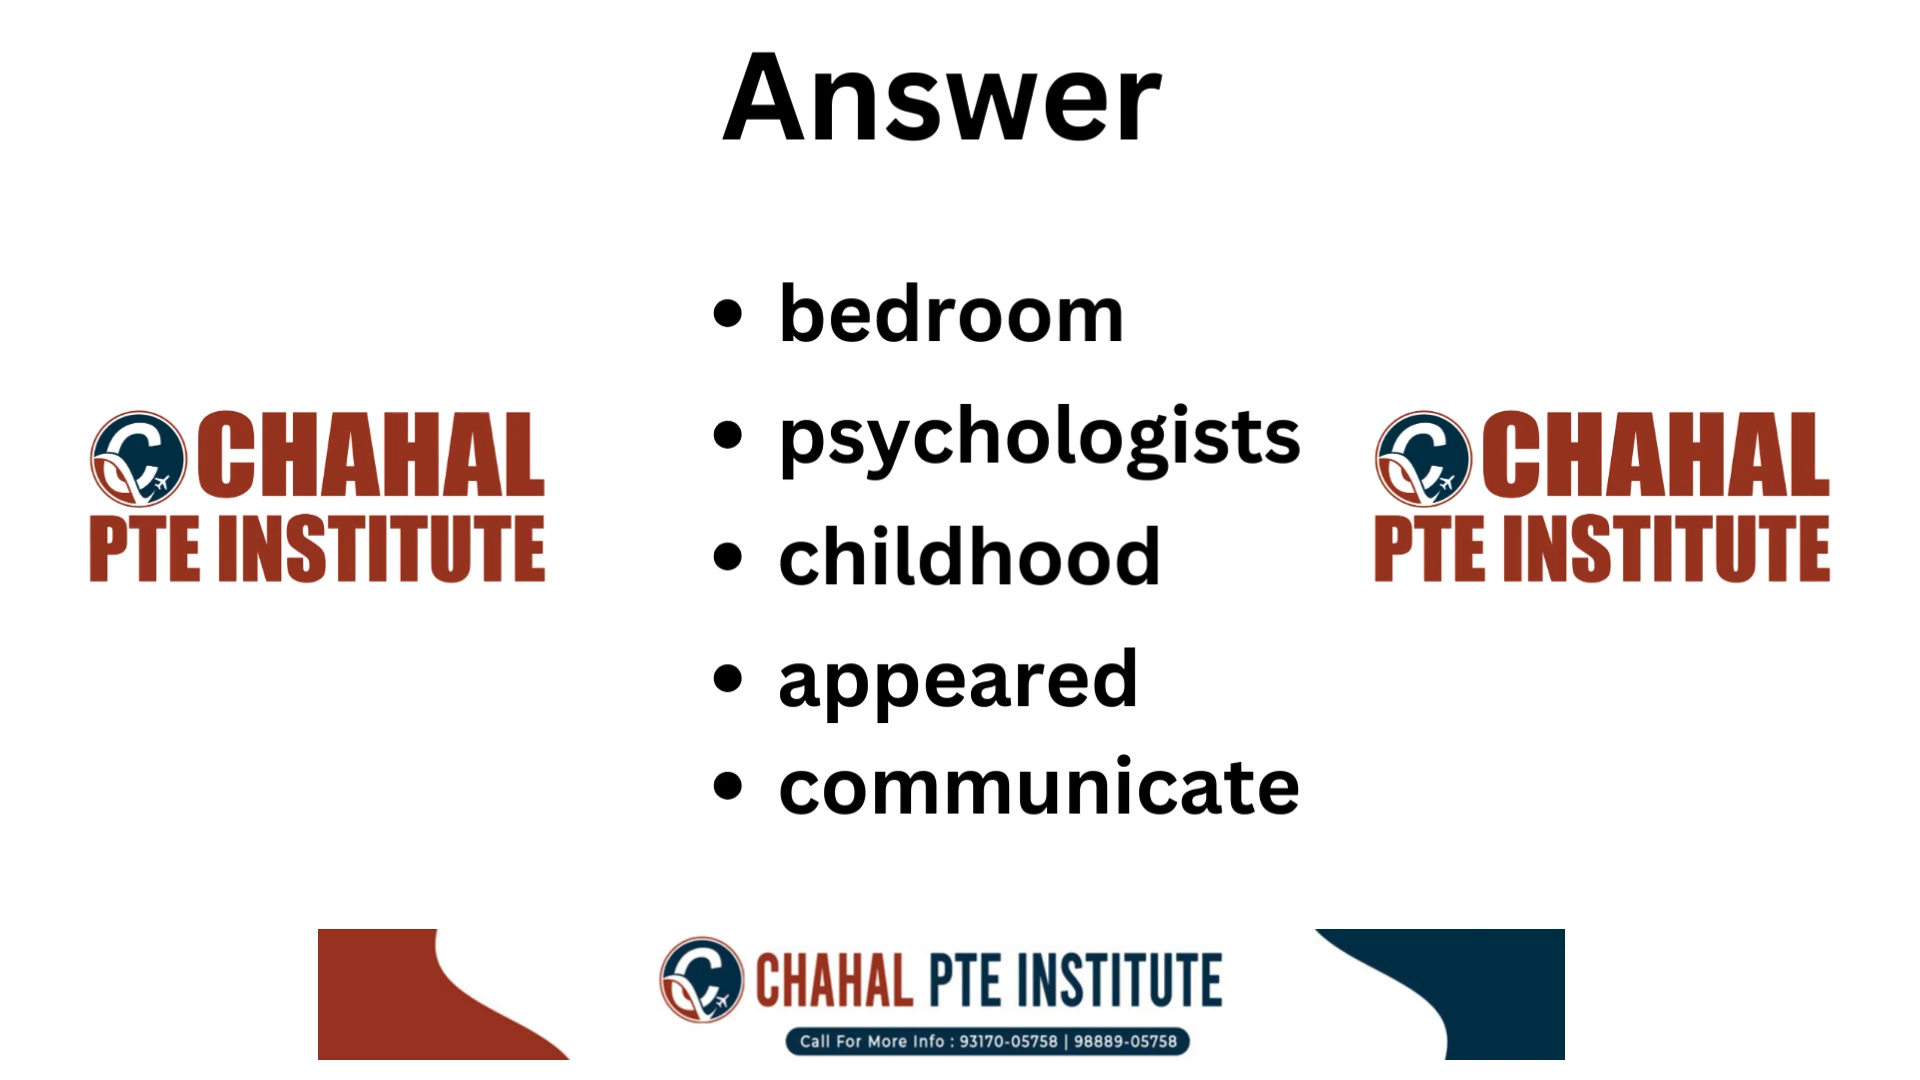 Answer
• bedroom
• psychologists
• childhood
• appeared
• communicate
CHAHAL
PTE INSTITUTE
CHAHAL
PTE INSTITUTE
CHAHAL PTE INSTITUTE
Call For More Info : 93170-05758 | 98889-05758